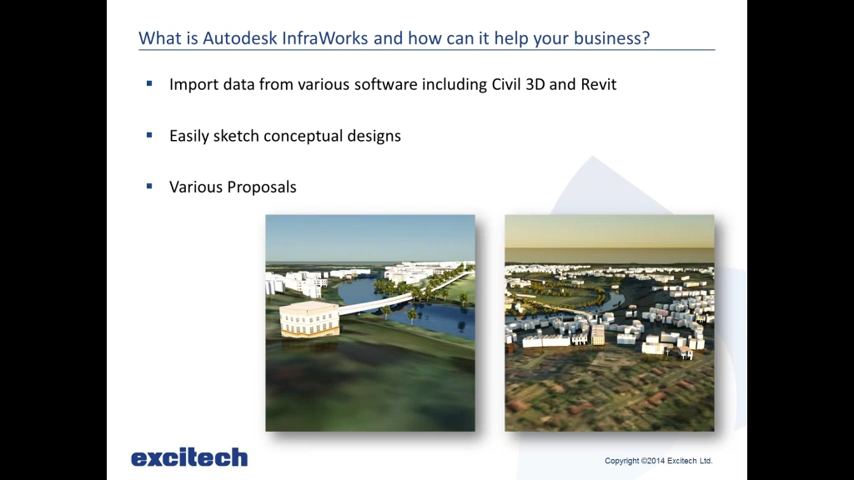 What is Autodesk InfraWorks and how can it help your business?
Import data from various software including Civil 3D and Revit
Easily sketch conceptual designs
Various Proposals
excitech
Copyright ©2014 Excitech Ltd.